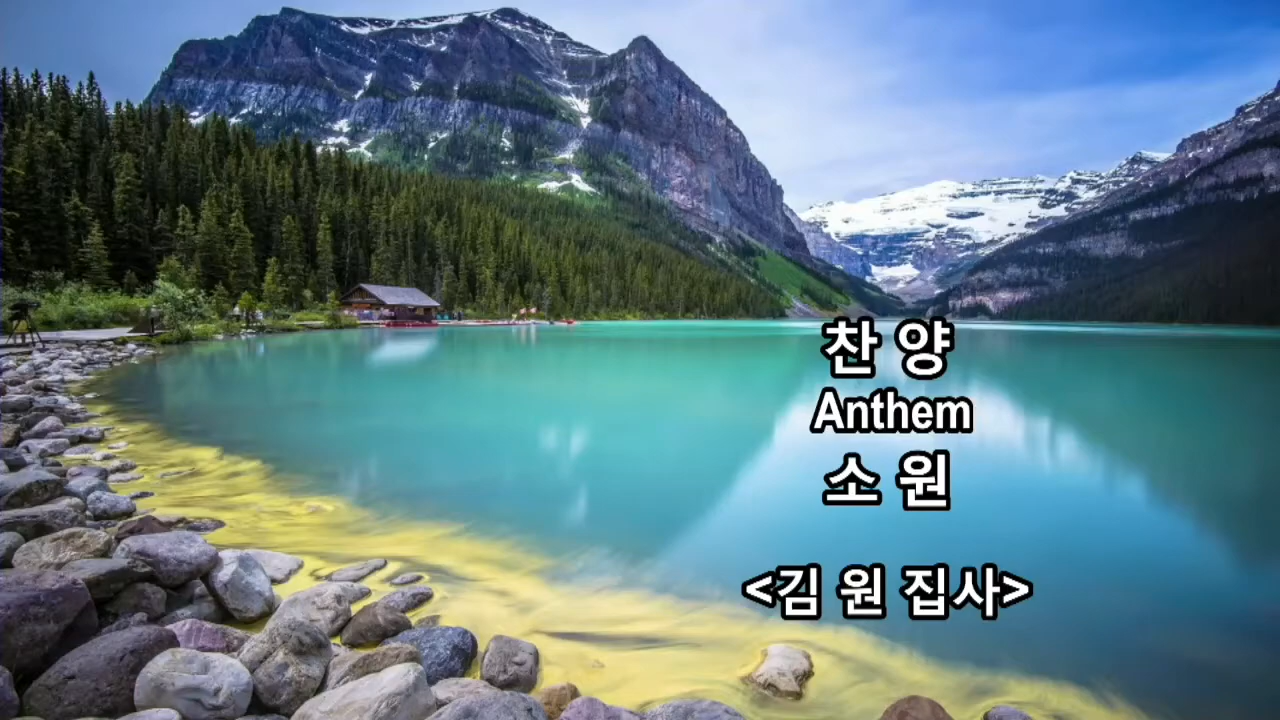 찬 양
Anthem
소 원
<김 원 집사>